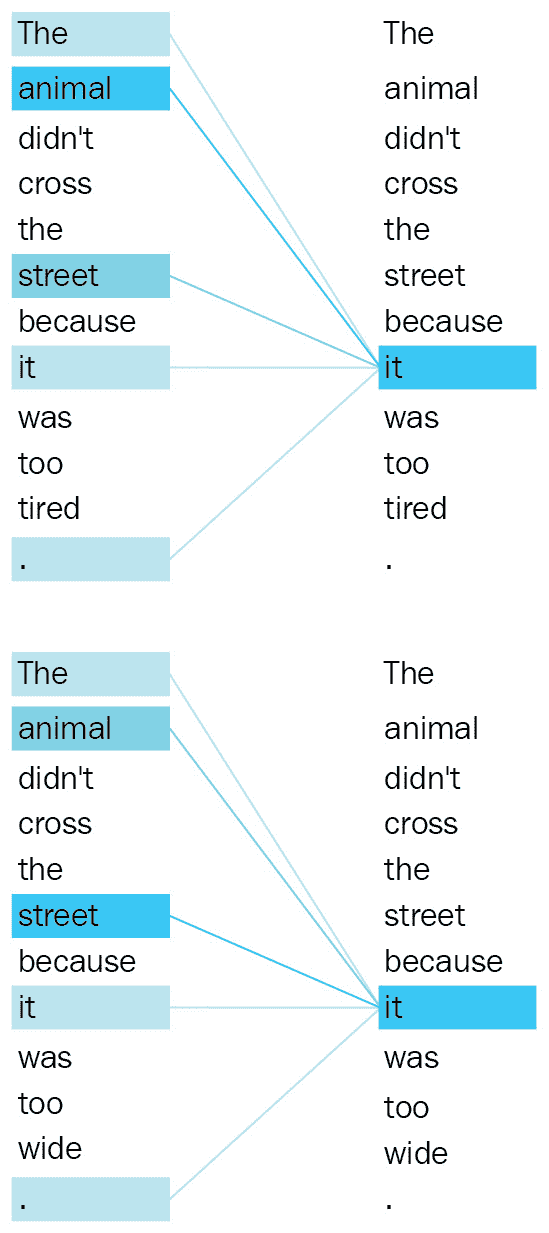 The The
animal animal
didn't didn't
cross cross
the the
street street
because because
it it
was was
too too
tired tired
. .
The The
animal animal
didn't didn't
cross cross
the the
street street
because because
it it
was was
too too
wide wide
. .